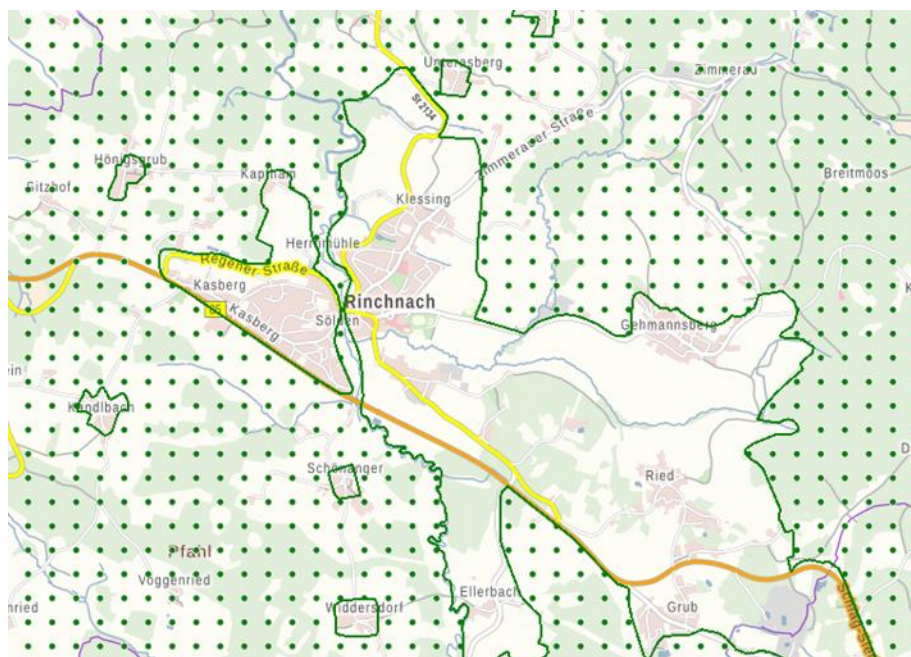 Unterasberg
Zimmerau
St 2134
Zimmerauer Straße
Hönigsgrub
Kapfham
Gitzhof
Breitmoos
Klessing
Herrnmühle
Regener Straße
Kasberg
Rinchnach
85
Kasberg
Sölden
Gehmannsberg
Kandlbach
Schönanger
Ried
Pfahl
Voggenried
Ellerbach
Widdersdorf
Grub